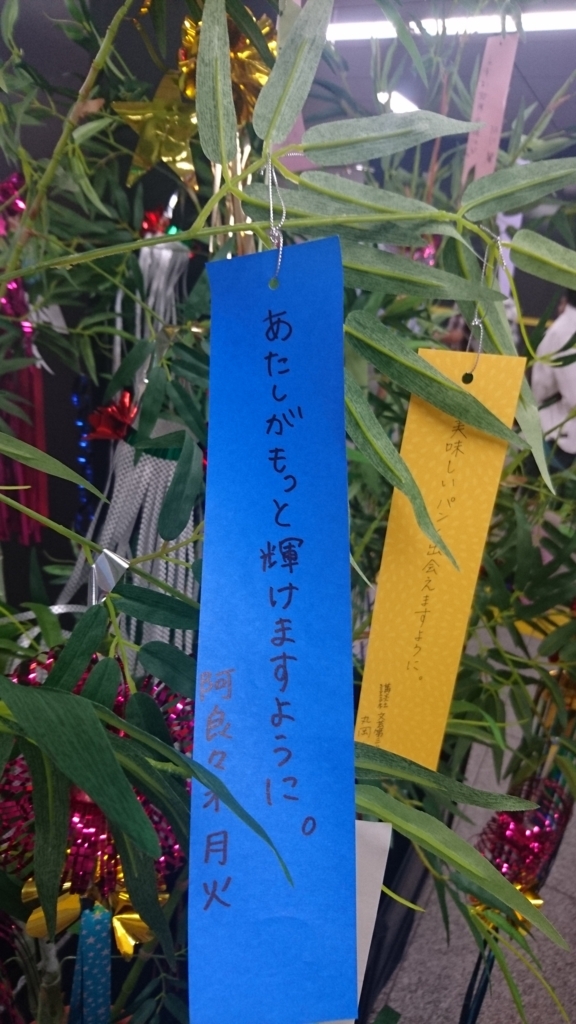 あたしがもっと輝けますように。
阿良々木月火
美味しいパン
出会えますように。